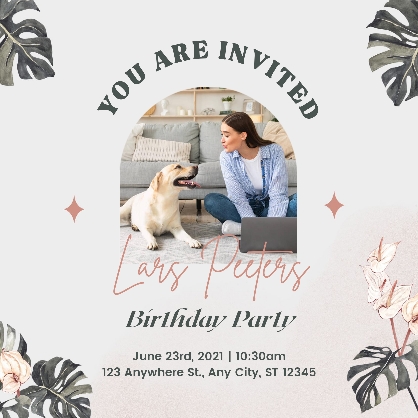 YOU ARE INVITED
Lars Peeters
Birthday Party
June 23rd, 2021 | 10:30am
123 Anywhere St., Any City, ST 12345